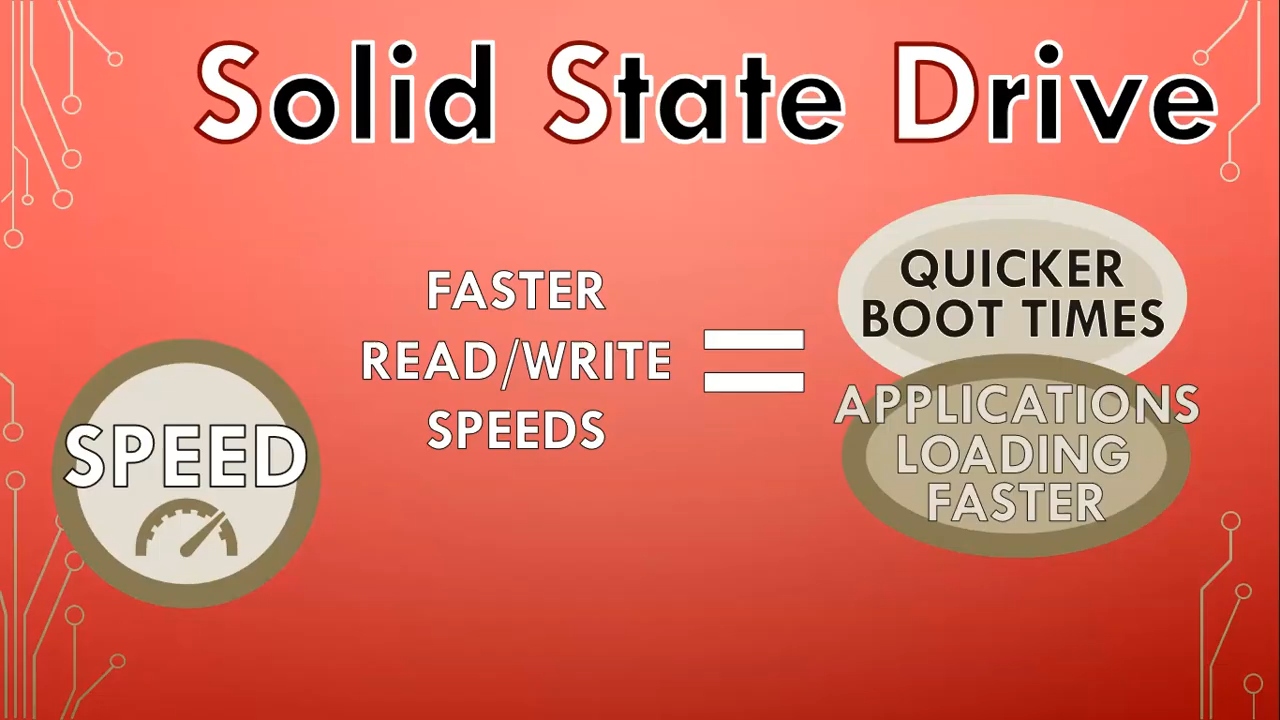 Solid State Drive
SPEED
FASTER
READ/WRITE
SPEEDS
=
QUICKER
BOOT TIMES
APPLICATIONS
LOADING
FASTER